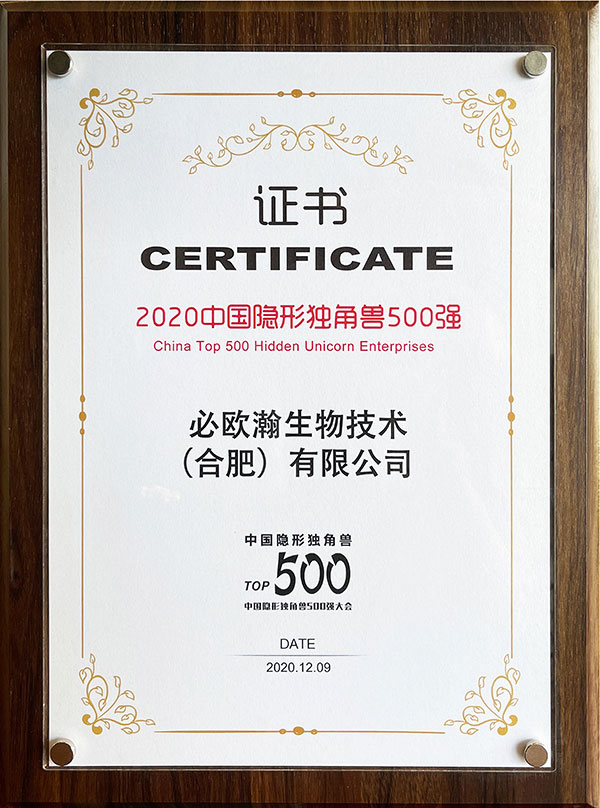 证书
CERTIFICATE
2020中国隐形独角兽500强
China Top 500 Hidden Unicorn Enterprises
必欧瀚生物技术
（合肥）有限公司
中国隐形独角兽
TOP 500
中国隐形独角兽500强大会
DATE
2020.12.09